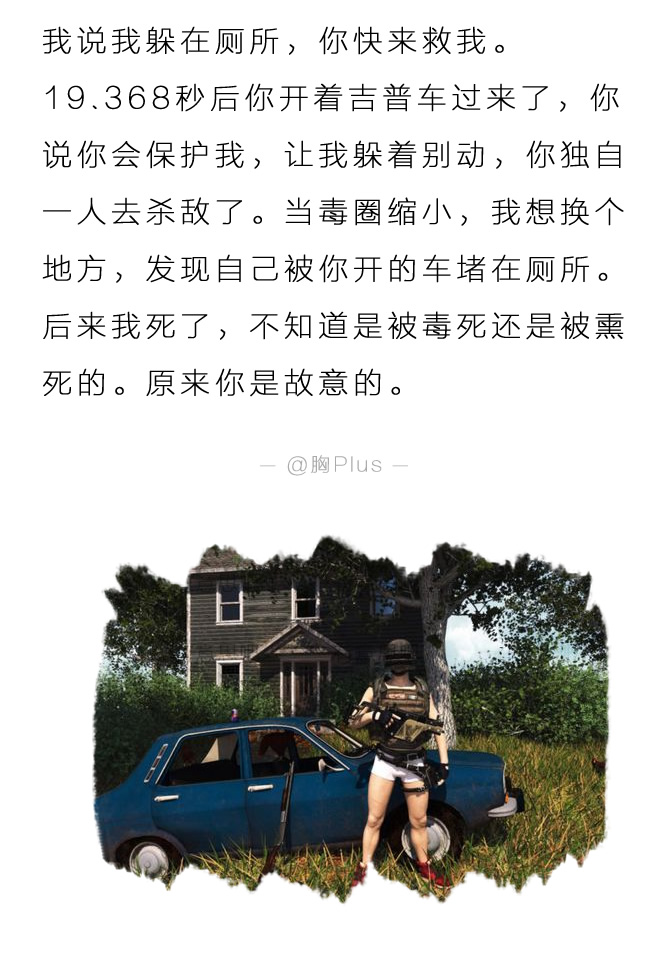 我说我躲在厕所，你快来救我。
19.368秒后你开着吉普车过来了，你
说你会保护我，让我躲着别动，你独自
一人去杀敌了。当毒圈缩小，我想换个
地方，发现自己被你开的车堵在厕所。
后来我死了，不知道是被毒死还是被熏
死的。原来你是故意的。
— @胸Plus —